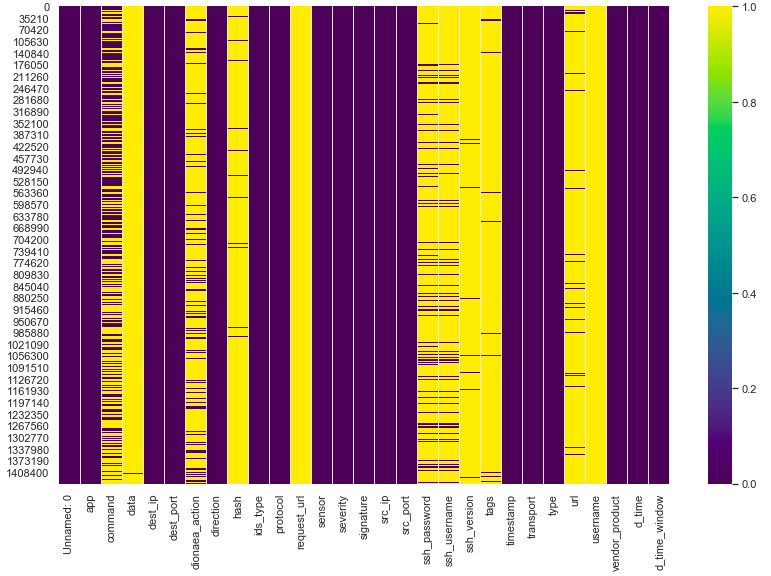 0
35210
70420
105630
140840
176050
211260
246470
281680
316890
352100
387310
422520
457730
492940
528150
563360
598570
633780
668990
704200
739410
774620
809830
845040
880250
915460
950670
985880
1021090
1056300
1091510
1126720
1161930
1197140
1232350
1267560
1302770
1337980
1373190
1408400
Unnamed: 0
app
command
data
dest_ip
dest_port
dionaea_action
direction
hash
ids_type
protocol
request_url
sensor
severity
signature
src_ip
src_port
ssh_password
ssh_username
ssh_version
tags
timestamp
transport
type
url
username
vendor_product
d_time
d_time_window
1.0
0.8
0.6
0.4
0.2
0.0